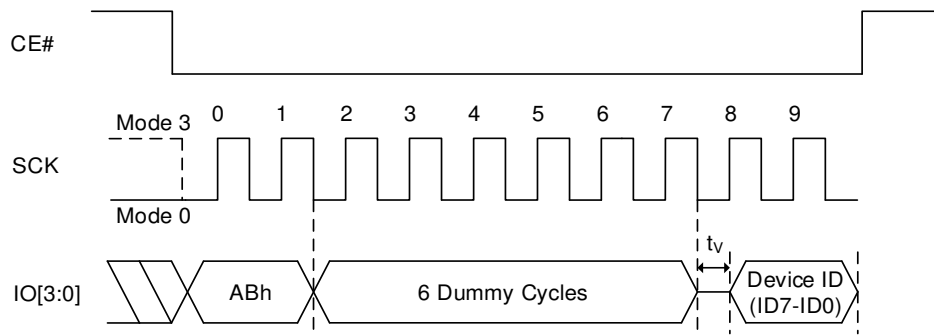 CE#
0 1 2 3 4 5 6 7 8 9
Mode 3
SCK
Mode 0
tV
IO[3:0]
ABh
6 Dummy Cycles
Device ID
(ID7-ID0)